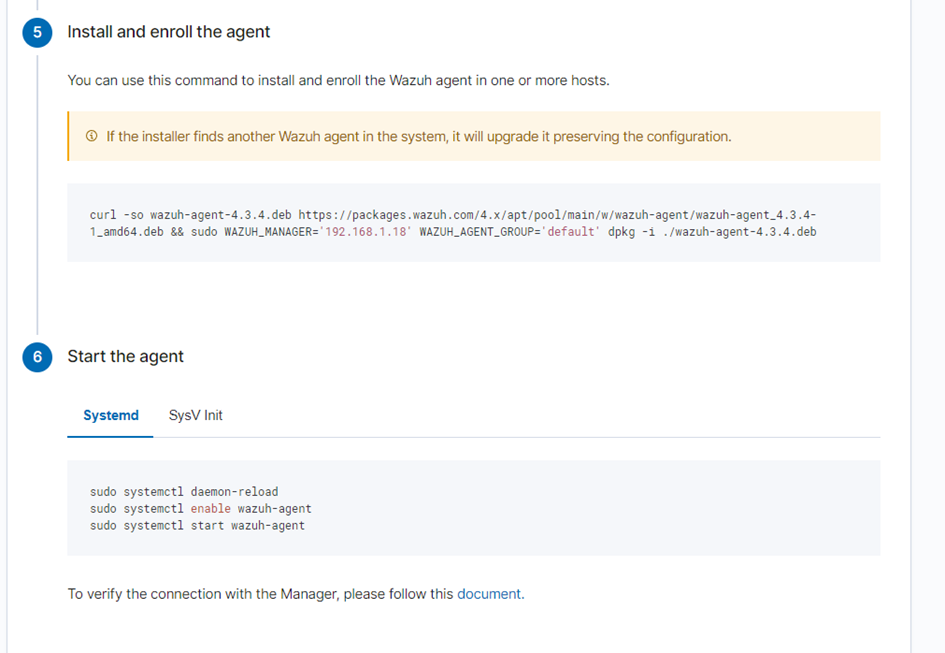 5 Install and enroll the agent
You can use this command to install and enroll the Wazuh agent in one or more hosts.
If the installer finds another Wazuh agent in the system, it will upgrade it preserving the configuration.
curl -so wazuh-agent-4.3.4.deb https://packages.wazuh.com/4.x/apt/pool/main/w/wazuh-agent/wazuh-agent_4.3.4-
1_amd64.deb && sudo WAZUH_MANAGER='192.168.1.18' WAZUH_AGENT_GROUP='default' dpkg -i ./wazuh-agent-4.3.4.deb
6 Start the agent
Systemd SysV Init
sudo systemctl daemon-reload
sudo systemctl enable wazuh-agent
sudo systemctl start wazuh-agent
To verify the connection with the Manager, please follow this document.